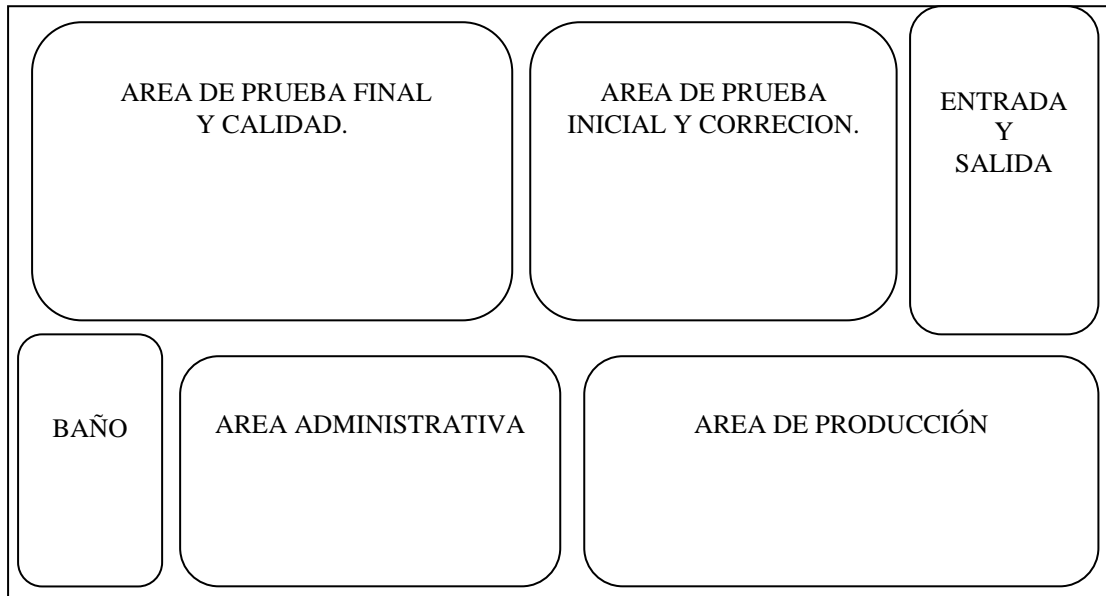 AREA DE PRUEBA FINAL
Y CALIDAD.
AREA DE PRUEBA
INICIAL Y CORRECION.
ENTRADA
Y
SALIDA
BAÑO
AREA ADMINISTRATIVA
AREA DE PRODUCCIÓN